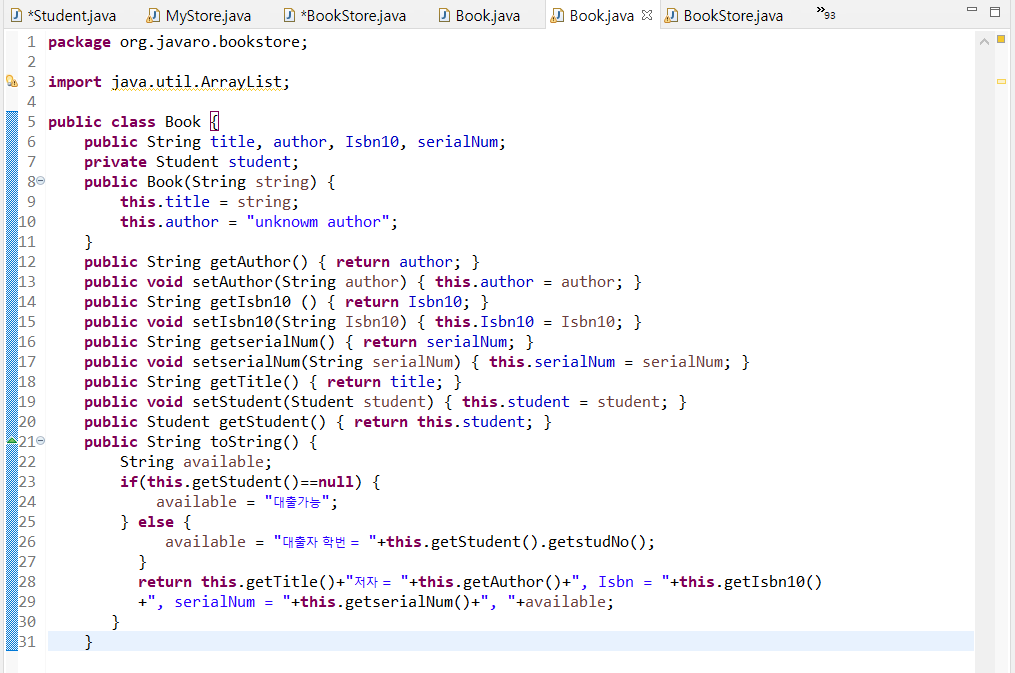 *Student.java MyStore.java *BookStore.java Book.java Book.java BookStore.java »93
1 package org.javaro.bookstore;
2
3 import java.util.ArrayList;
4
5 public class Book {
6 public String title, author, Isbn10, serialNum;
7 private Student student;
8 public Book(String string) {
9 this.title = string;
10 this.author = "unknowm author";
11 }
12 public String getAuthor() { return author; }
13 public void setAuthor(String author) { this.author = author; }
14 public String getIsbn10 () { return Isbn10; }
15 public void setIsbn10(String Isbn10) { this.Isbn10 = Isbn10; }
16 public String getserialNum() { return serialNum; }
17 public void setserialNum(String serialNum) { this.serialNum = serialNum; }
18 public String getTitle() { return title; }
19 public void setStudent(Student student) { this.student = student; }
20 public Student getStudent() { return this.student; }
21 public String toString() {
22 String available;
23 if(this.getStudent()==null) {
24 available = "대출가능";
25 } else {
26 available = "대출자 학번 = "+this.getStudent().getstudNo();
27 }
28 return this.getTitle()+"저자 = "+this.getAuthor()+", Isbn = "+this.getIsbn10()
29 +", serialNum = "+this.getserialNum()+", "+available;
30 }
31 }